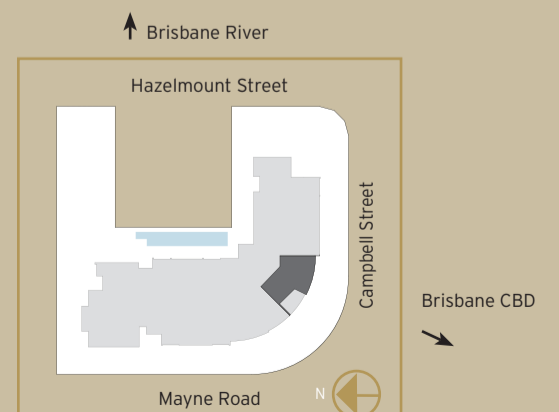 Brisbane River
Hazelmount Street
Campbell Street
Brisbane CBD
Mayne Road
N